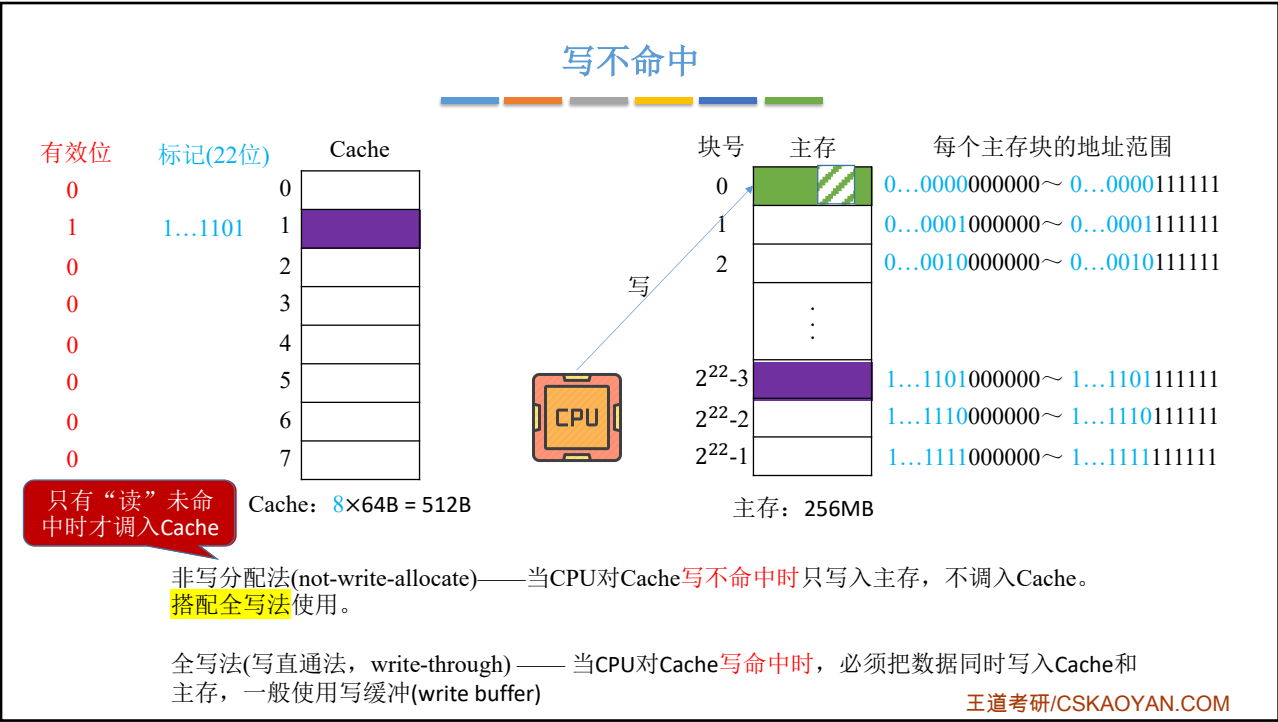 写不命中
有效位 标记(22位) Cache 块号 主存 每个主存块的地址范围
0 0 0 0…0000000000～ 0…0000111111
1 1…1101 1 1 0…0001000000～ 0…0001111111
0 2 2 0…0010000000～ 0…0010111111
0 3 写 ⋮
0 4
0 5 2²²-3 1…1101000000～ 1…1101111111
0 6 CPU 2²²-2 1…1110000000～ 1…1110111111
0 7 2²²-1 1…1111000000～ 1…1111111111
只有“读”未命
中时才调入Cache
Cache：8×64B = 512B 主存：256MB
非写分配法(not-write-allocate)——当CPU对Cache写不命中时只写入主存，不调入Cache。
搭配全写法使用。
全写法(写直通法，write-through) —— 当CPU对Cache写命中时，必须把数据同时写入Cache和
主存，一般使用写缓冲(write buffer)
王道考研/CSKAOYAN.COM